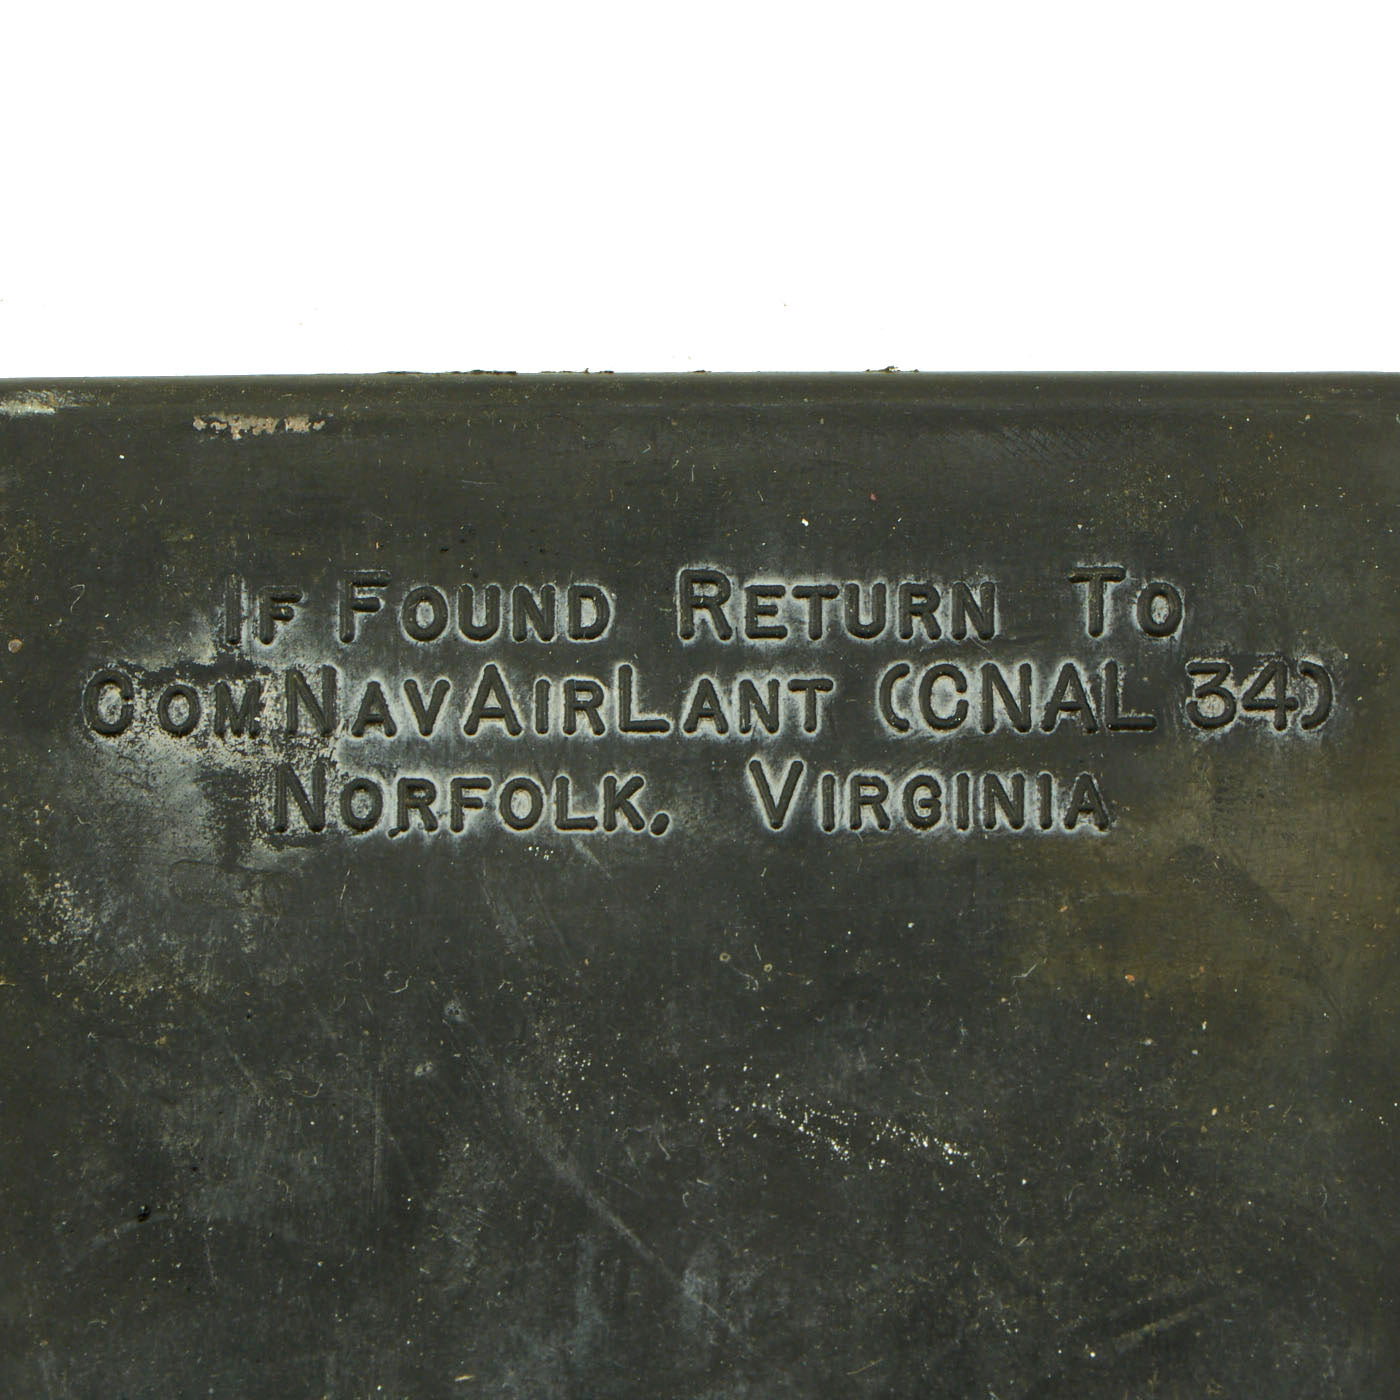 If Found Return To
ComNavAirLant (CNAL 34)
Norfolk, Virginia